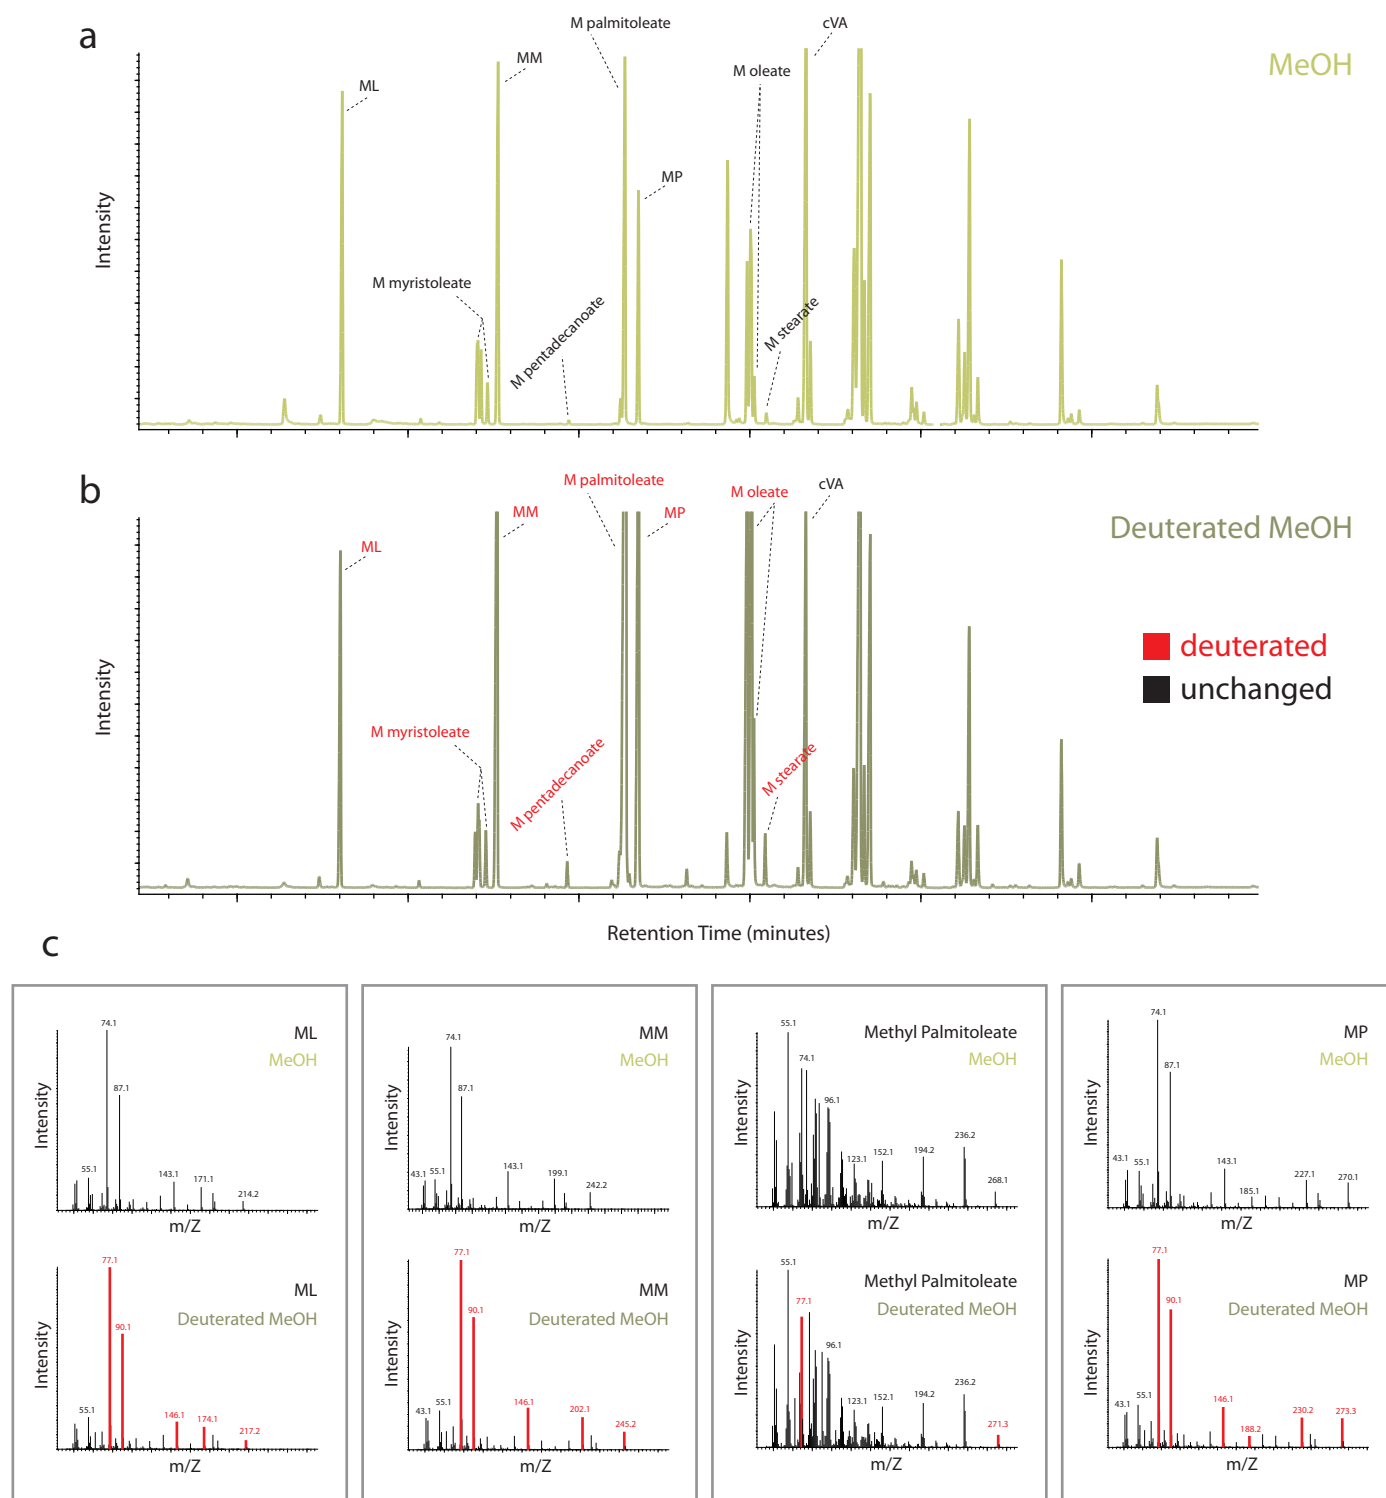 a
MeOH
M palmitoleate
cVA
MM
M oleate
ML
MP
M myristoleate
M pentadecanoate
M stearate
Intensity
b
Deuterated MeOH
M palmitoleate
M oleate
cVA
MM
MP
ML
M myristoleate
M pentadecanoate
M stearate
deuterated
unchanged
Intensity
Retention Time (minutes)
c
ML
MeOH
74.1
87.1
55.1
143.1
171.1
214.2
Intensity
m/Z
ML
Deuterated MeOH
77.1
90.1
55.1
146.1
174.1
217.2
Intensity
m/Z
MM
MeOH
74.1
87.1
43.1
55.1
143.1
199.1
242.2
Intensity
m/Z
MM
Deuterated MeOH
77.1
90.1
43.1
55.1
146.1
202.1
245.2
Intensity
m/Z
Methyl Palmitoleate
MeOH
55.1
74.1
96.1
123.1
152.1
194.2
236.2
268.1
Intensity
m/Z
Methyl Palmitoleate
Deuterated MeOH
55.1
77.1
96.1
123.1
152.1
194.2
236.2
271.3
Intensity
m/Z
MP
MeOH
74.1
87.1
43.1
55.1
143.1
185.1
227.1
270.1
Intensity
m/Z
MP
Deuterated MeOH
77.1
90.1
43.1
55.1
146.1
188.2
230.2
273.3
Intensity
m/Z